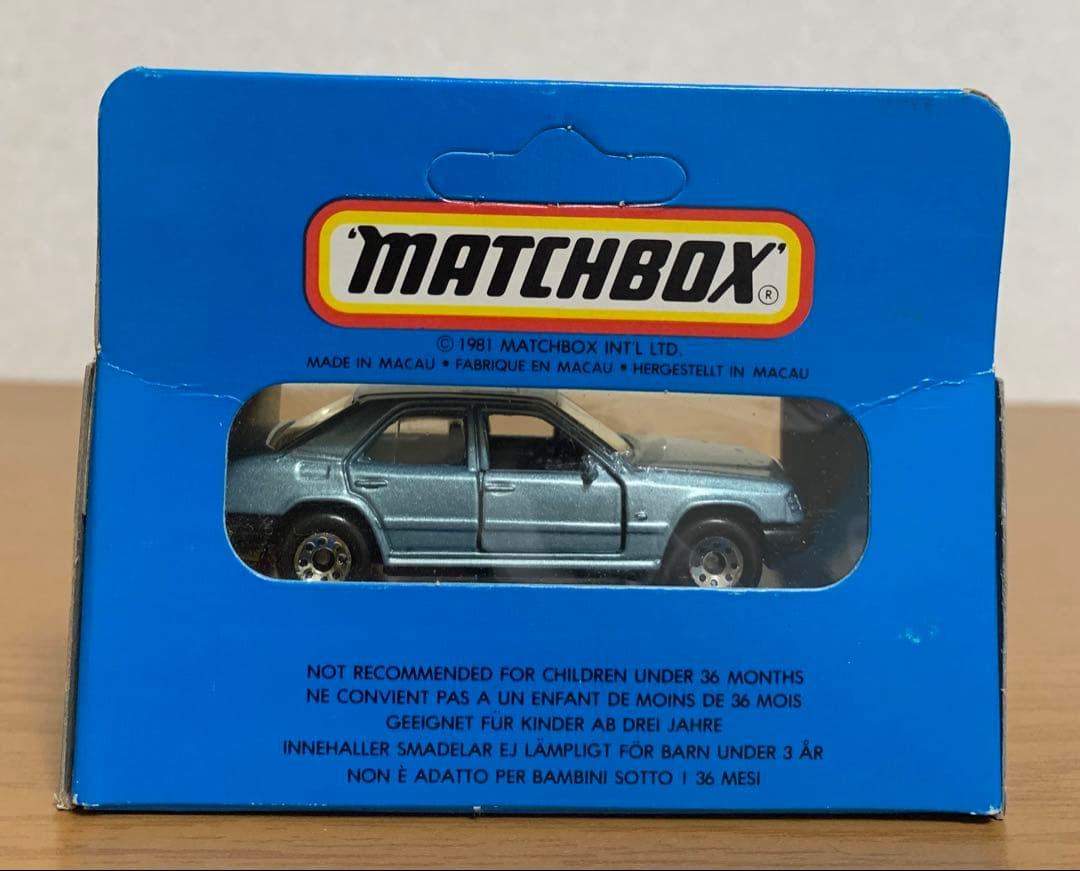 'MATCHBOX' ®
© 1981 MATCHBOX INT'L LTD.
MADE IN MACAU • FABRIQUE EN MACAU • HERGESTELLT IN MACAU
NOT RECOMMENDED FOR CHILDREN UNDER 36 MONTHS
NE CONVIENT PAS A UN ENFANT DE MOINS DE 36 MOIS
GEEIGNET FÜR KINDER AB DREI JAHRE
INNEHALLER SMADELAR EJ LÄMPLIGT FÖR BARN UNDER 3 ÅR
NON È ADATTO PER BAMBINI SOTTO I 36 MESI